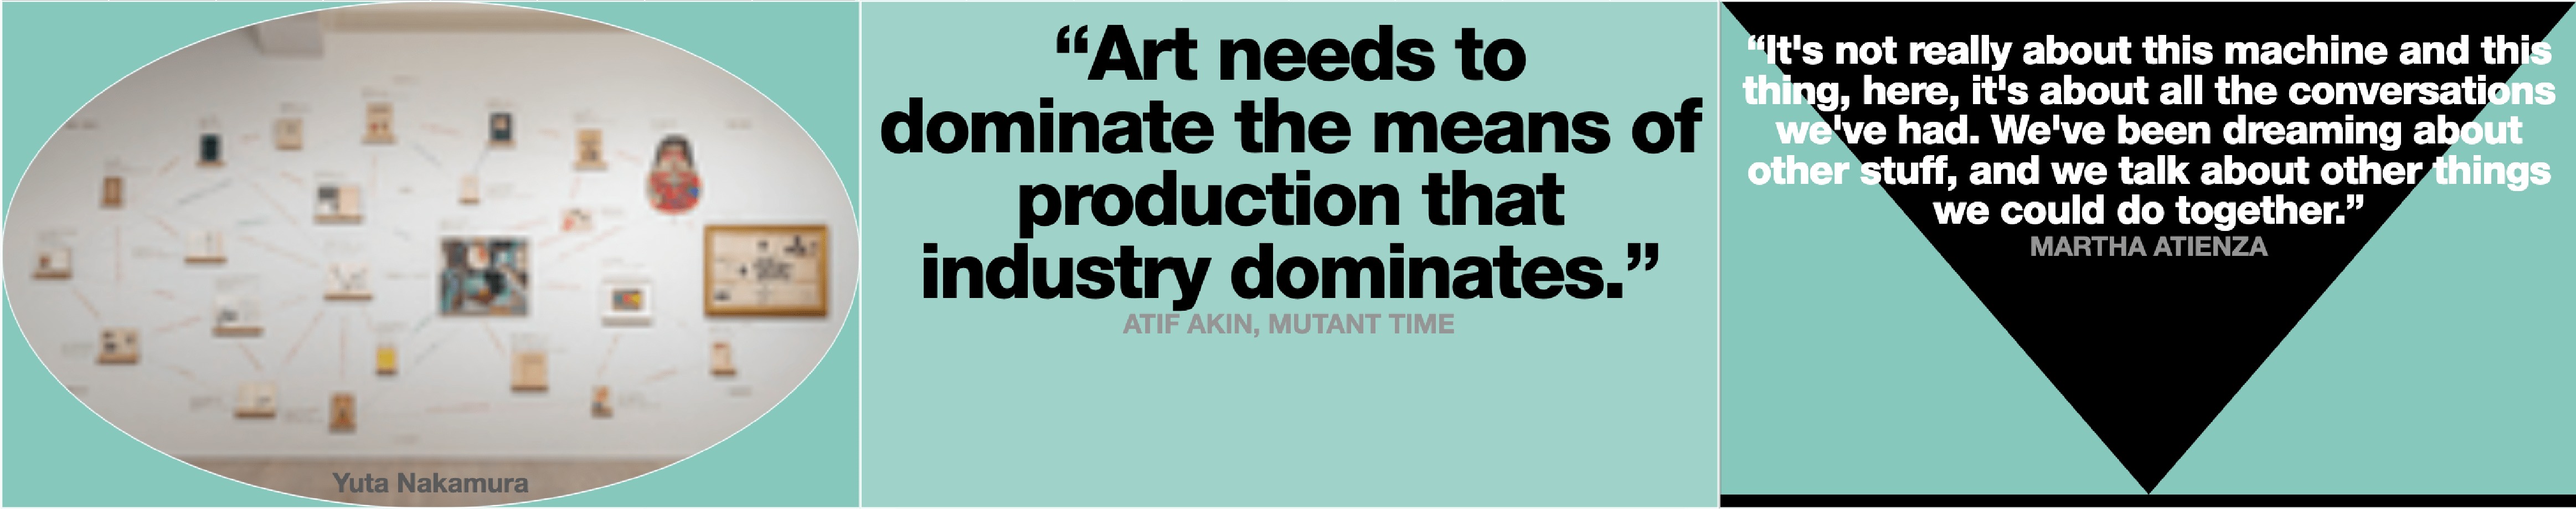 Yuta Nakamura
“Art needs to
dominate the means of
production that
industry dominates.”
ATIF AKIN, MUTANT TIME
“It's not really about this machine and this
thing, here, it's about all the conversations
we've had. We've been dreaming about
other stuff, and we talk about other things
we could do together.”
MARTHA ATIENZA